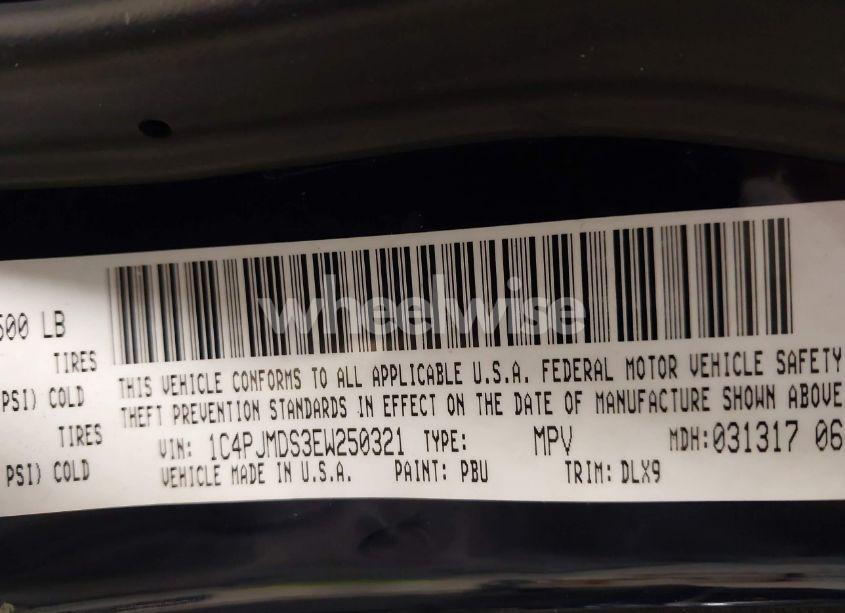 wheelwise
500 LB
TIRES
PSI) COLD
TIRES
PSI) COLD
THIS VEHICLE CONFORMS TO ALL APPLICABLE U.S.A. FEDERAL MOTOR VEHICLE SAFETY
THEFT PREVENTION STANDARDS IN EFFECT ON THE DATE OF MANUFACTURE SHOWN ABOVE
VIN: 1C4PJMDS3EW250321 TYPE: MPV MDH:031317 06
VEHICLE MADE IN U.S.A. PAINT: PBU TRIM: DLX9